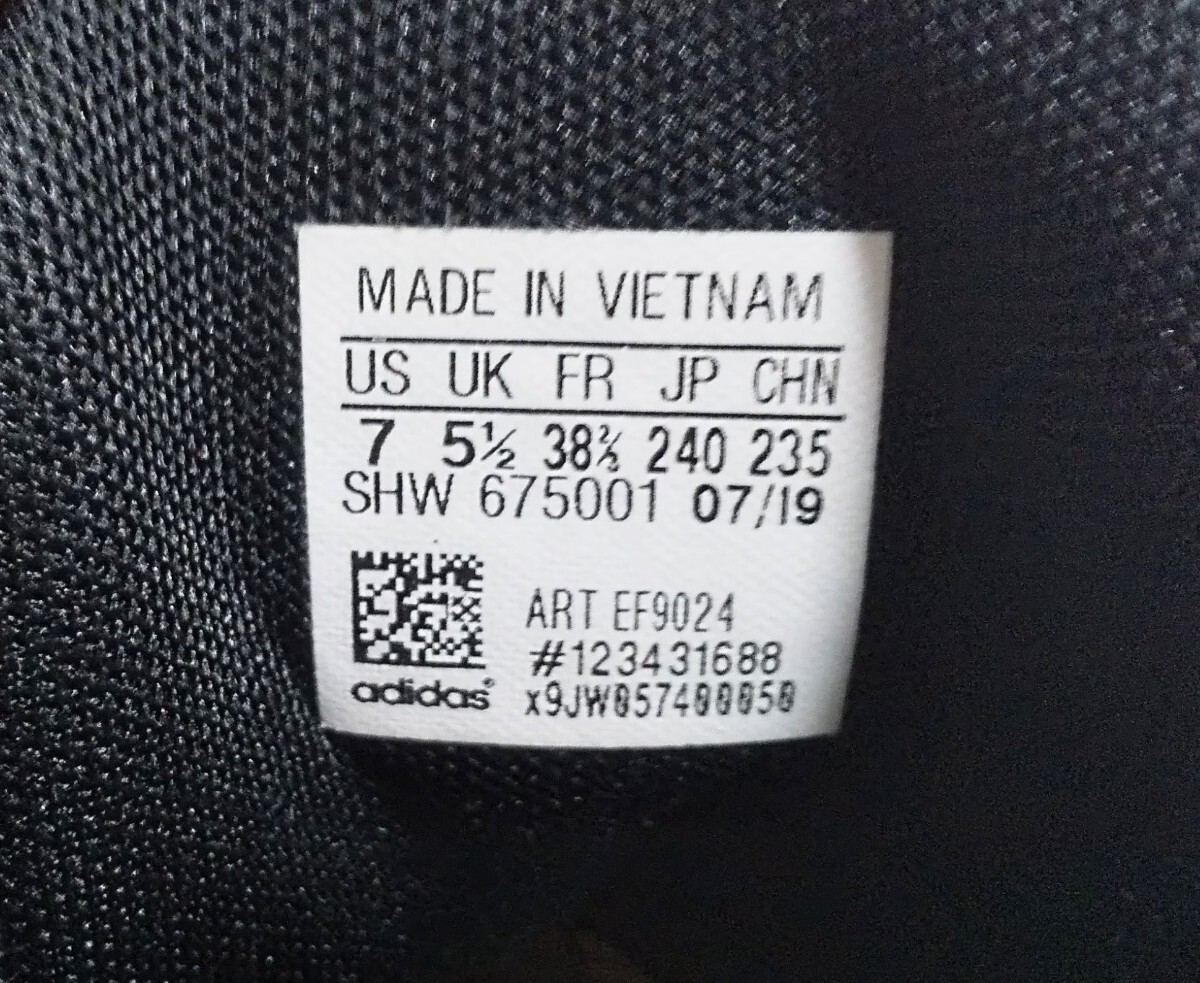 MADE IN VIETNAM
US UK FR JP CHN
7 5½ 38⅔ 240 235
SHW 675001 07/19
ART EF9024
#123431688
adidas® x9JW057400050